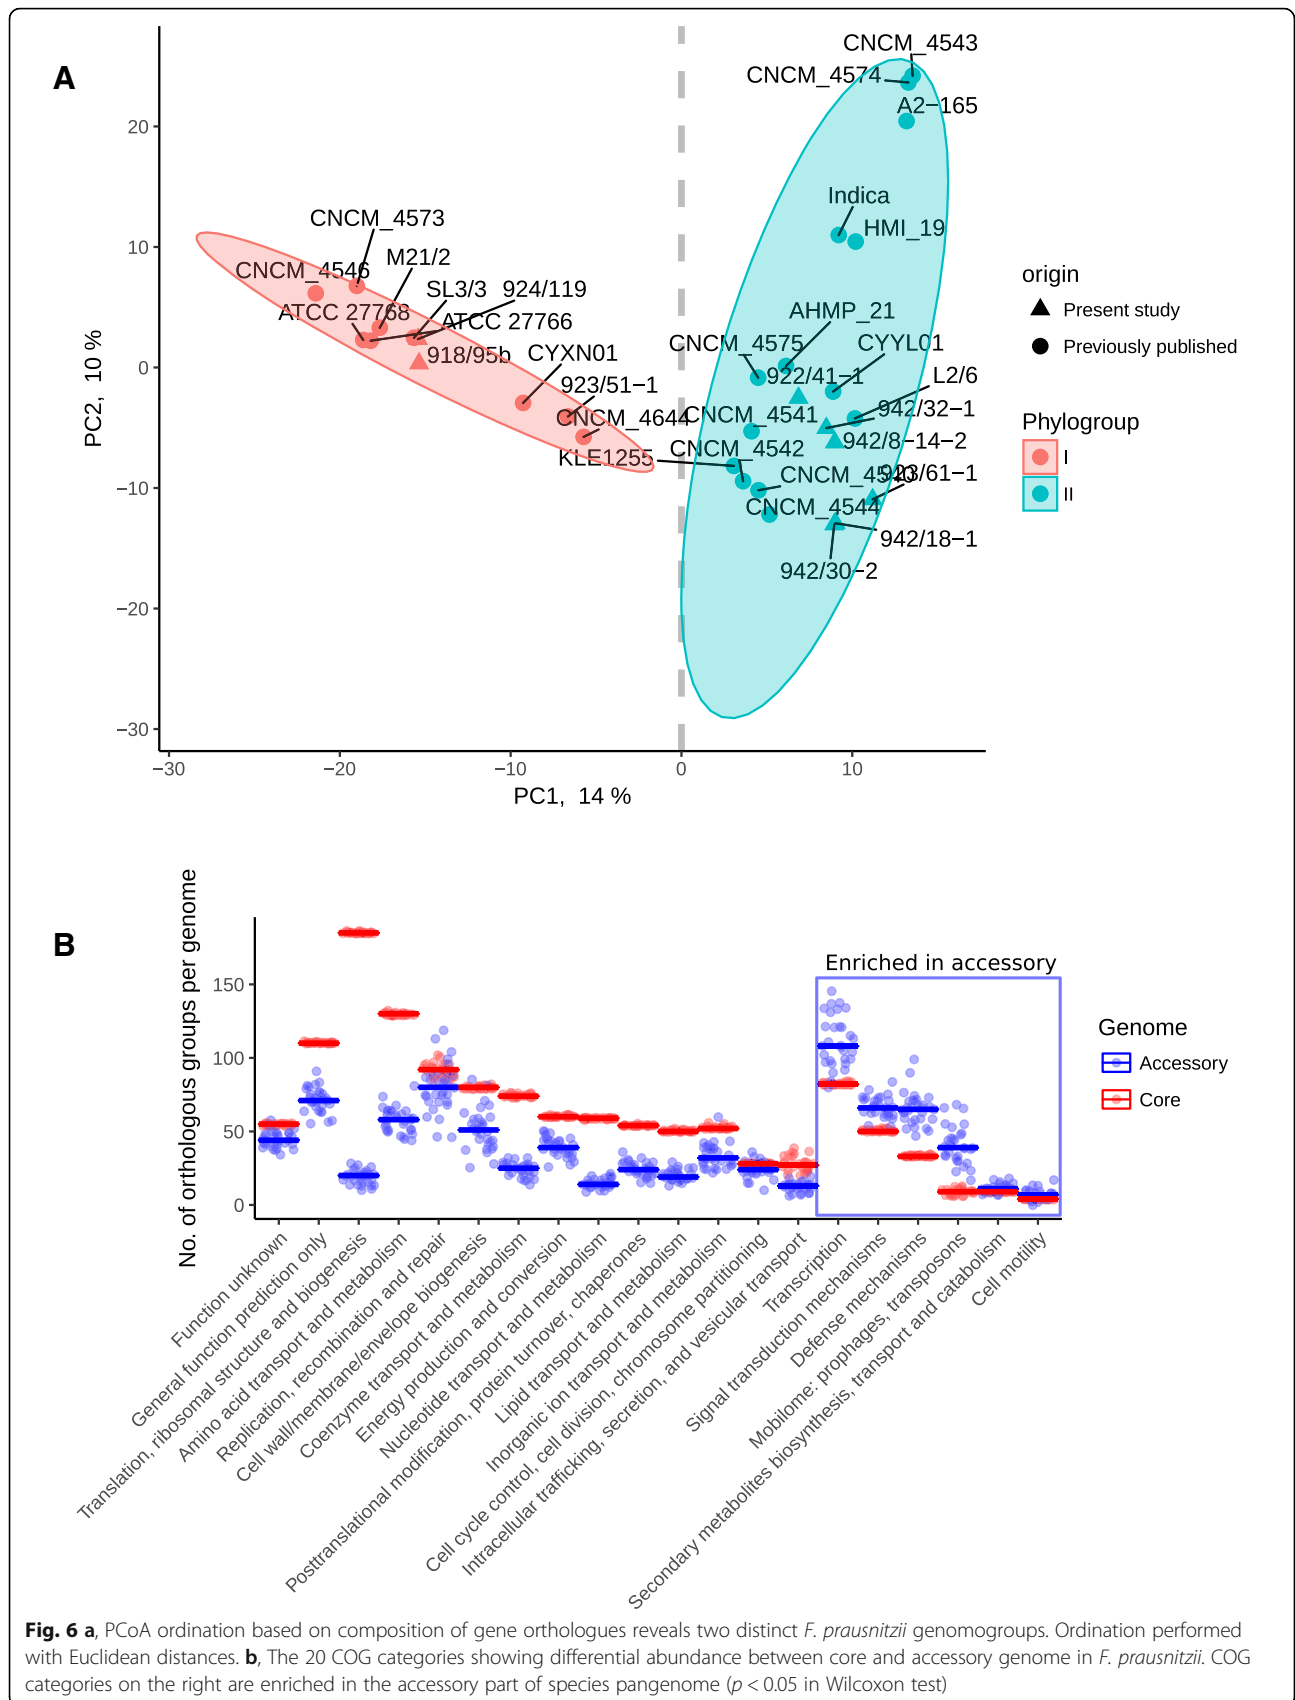 A
CNCM_4543
CNCM_4574
A2−165
20
Indica
CNCM_4573
HMI_19
10
M21/2
CNCM_4546
origin
SL3/3
924/119
Present study
ATCC 27768
AHMP_21
ATCC 27766
CNCM_4575
CYYL01
Previously published
918/95b
CYXN01
0
922/41−1
L2/6
923/51−1
PC2,  10 %
CNCM_4644
CNCM_4541
942/32−1
Phylogroup
942/8−14−2
CNCM_4542
KLE1255
I
CNCM_4540
923/61−1
−10
II
CNCM_4544
942/18−1
942/30−2
−20
−30
−30
−20
−10
0
10
PC1,  14 %
B
No. of orthologous groups per genome
Enriched in accessory
150
100
50
0
Genome
Accessory
Core
Function unknown
General function prediction only
Translation, ribosomal structure and biogenesis
Amino acid transport and metabolism
Replication, recombination and repair
Cell wall/membrane/envelope biogenesis
Coenzyme transport and metabolism
Energy production and conversion
Nucleotide transport and metabolism
Posttranslational modification, protein turnover, chaperones
Lipid transport and metabolism
Inorganic ion transport and metabolism
Cell cycle control, cell division, chromosome partitioning
Intracellular trafficking, secretion, and vesicular transport
Transcription
Signal transduction mechanisms
Defense mechanisms
Mobilome: prophages, transposons
Secondary metabolites biosynthesis, transport and catabolism
Cell motility
Fig. 6 a, PCoA ordination based on composition of gene orthologues reveals two distinct F. prausnitzii genomogroups. Ordination performed
with Euclidean distances. b, The 20 COG categories showing differential abundance between core and accessory genome in F. prausnitzii. COG
categories on the right are enriched in the accessory part of species pangenome (p < 0.05 in Wilcoxon test)